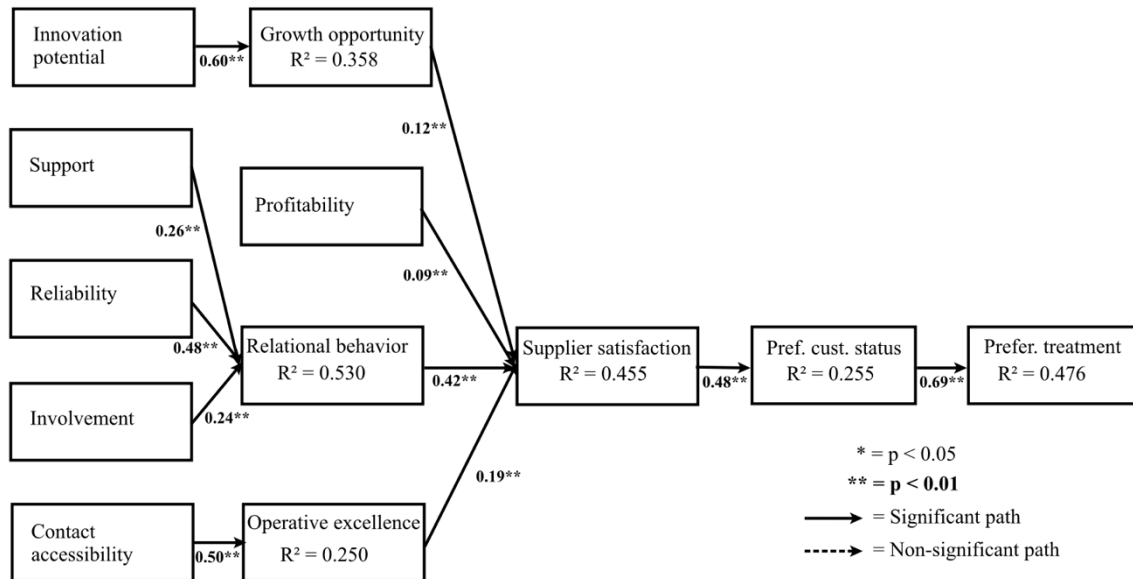 Innovation
potential
0.60**
Growth opportunity
R² = 0.358
0.12**
Support
0.26**
Profitability
0.09**
Reliability
0.48**
Relational behavior
R² = 0.530
0.42**
Supplier satisfaction
R² = 0.455
0.48**
Pref. cust. status
R² = 0.255
0.69**
Prefer. treatment
R² = 0.476
Involvement
0.24**
0.19**
Contact
accessibility
0.50**
Operative excellence
R² = 0.250
* = p < 0.05
** = p < 0.01
= Significant path
= Non-significant path